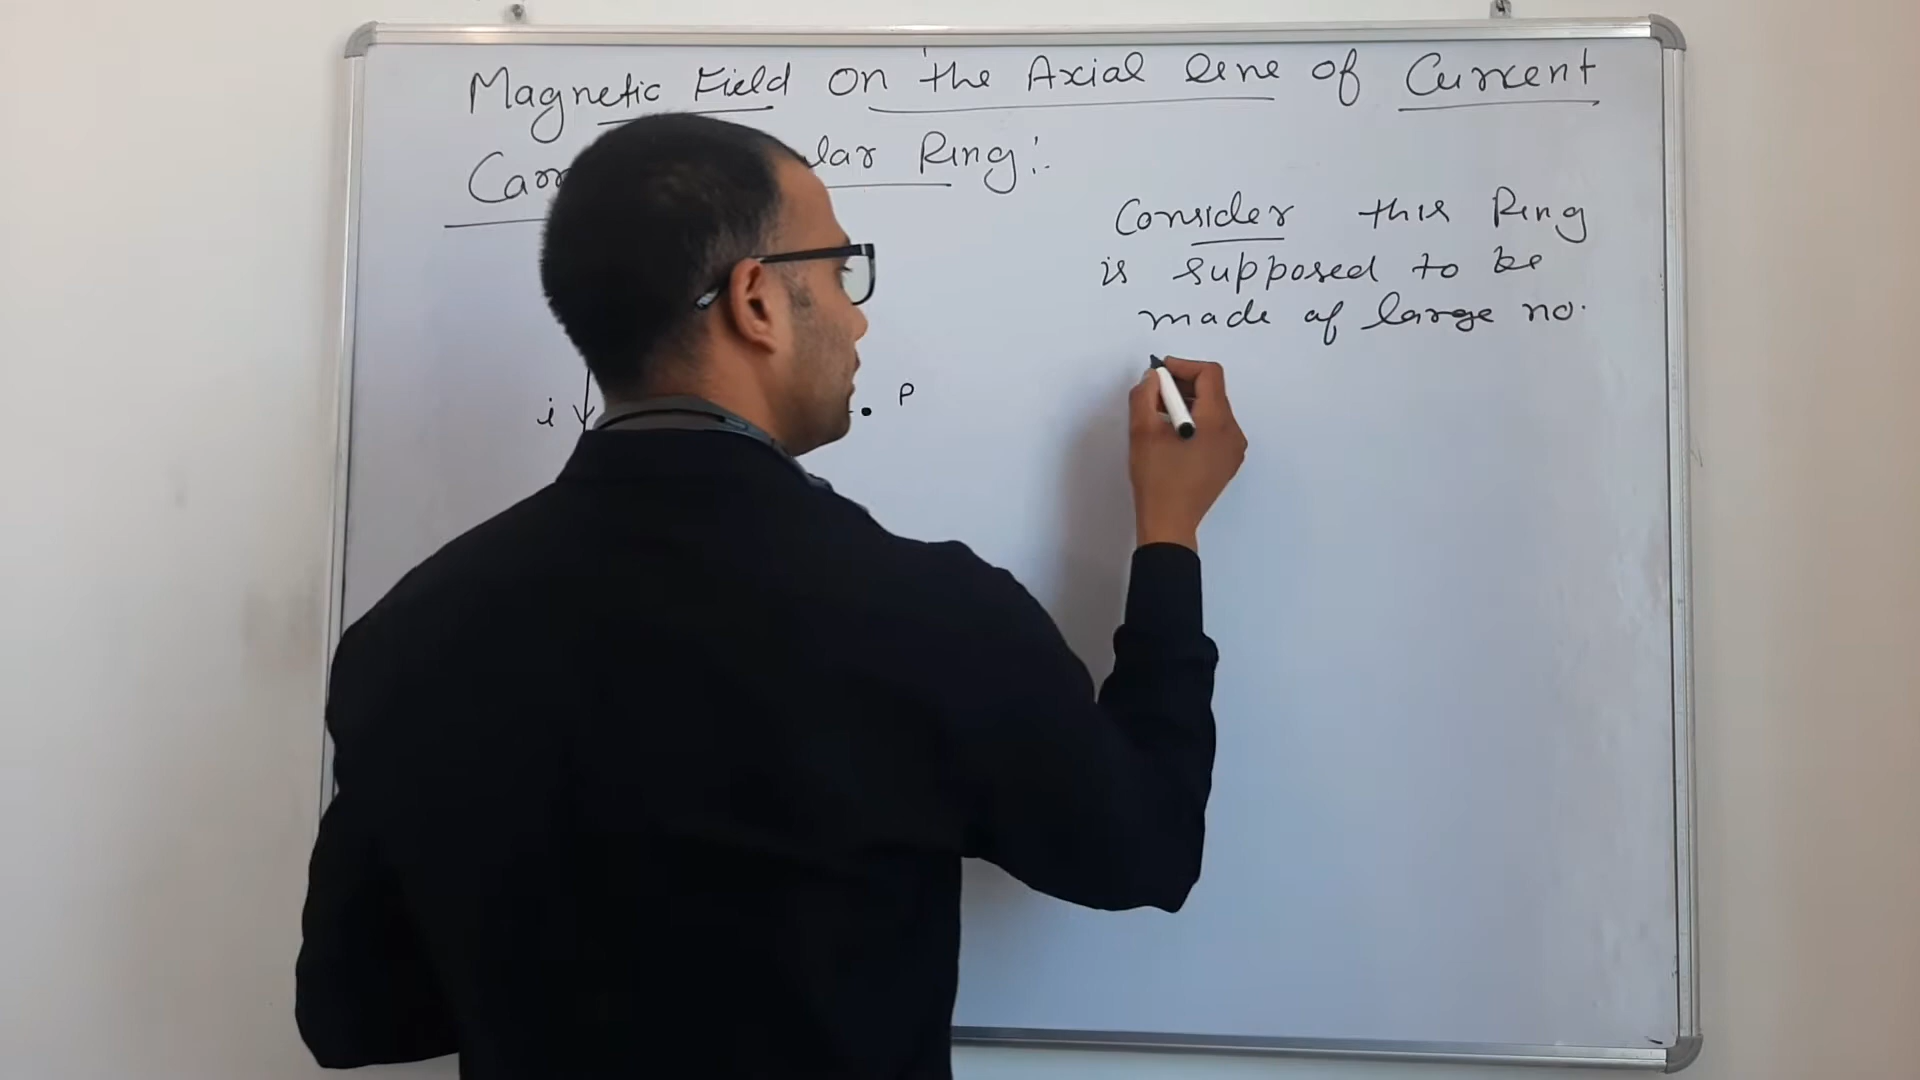 Magnetic Field on the Axial line of Current
lar Ring:-
Consider this Ring
is supposed to be
made of large no.
i
P